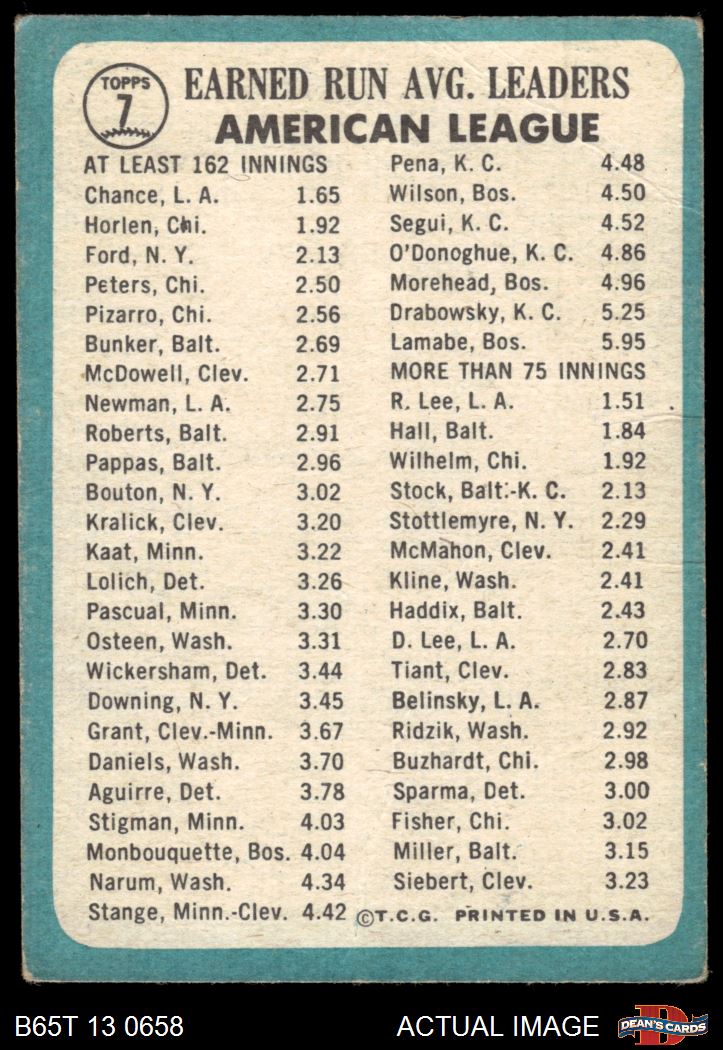 TOPPS
7
EARNED RUN AVG. LEADERS
AMERICAN LEAGUE
AT LEAST 162 INNINGS
Chance, L. A. 1.65
Horlen, Chi. 1.92
Ford, N. Y. 2.13
Peters, Chi. 2.50
Pizarro, Chi. 2.56
Bunker, Balt. 2.69
McDowell, Clev. 2.71
Newman, L. A. 2.75
Roberts, Balt. 2.91
Pappas, Balt. 2.96
Bouton, N. Y. 3.02
Kralick, Clev. 3.20
Kaat, Minn. 3.22
Lolich, Det. 3.26
Pascual, Minn. 3.30
Osteen, Wash. 3.31
Wickersham, Det. 3.44
Downing, N. Y. 3.45
Grant, Clev.-Minn. 3.67
Daniels, Wash. 3.70
Aguirre, Det. 3.78
Stigman, Minn. 4.03
Monbouquette, Bos. 4.04
Narum, Wash. 4.34
Stange, Minn.-Clev. 4.42
Pena, K. C. 4.48
Wilson, Bos. 4.50
Segui, K. C. 4.52
O'Donoghue, K. C. 4.86
Morehead, Bos. 4.96
Drabowsky, K. C. 5.25
Lamabe, Bos. 5.95
MORE THAN 75 INNINGS
R. Lee, L. A. 1.51
Hall, Balt. 1.84
Wilhelm, Chi. 1.92
Stock, Balt.-K. C. 2.13
Stottlemyre, N. Y. 2.29
McMahon, Clev. 2.41
Kline, Wash. 2.41
Haddix, Balt. 2.43
D. Lee, L. A. 2.70
Tiant, Clev. 2.83
Belinsky, L. A. 2.87
Ridzik, Wash. 2.92
Buzhardt, Chi. 2.98
Sparma, Det. 3.00
Fisher, Chi. 3.02
Miller, Balt. 3.15
Siebert, Clev. 3.23
©T.C.G. PRINTED IN U.S.A.
B65T 13 0658
ACTUAL IMAGE
D
DEAN'S CARDS